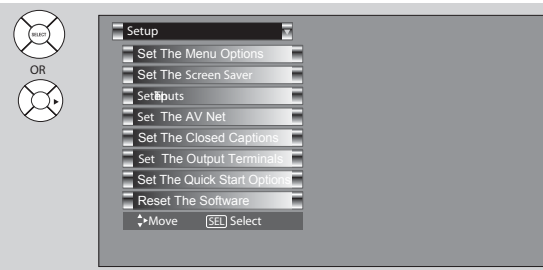 SELECT
OR
Setup
Set The Menu Options
Set The Screen Saver
Set Inputs
Set The AV Net
Set The Closed Captions
Set The Output Terminals
Set The Quick Start Options
Reset The Software
Move SEL Select